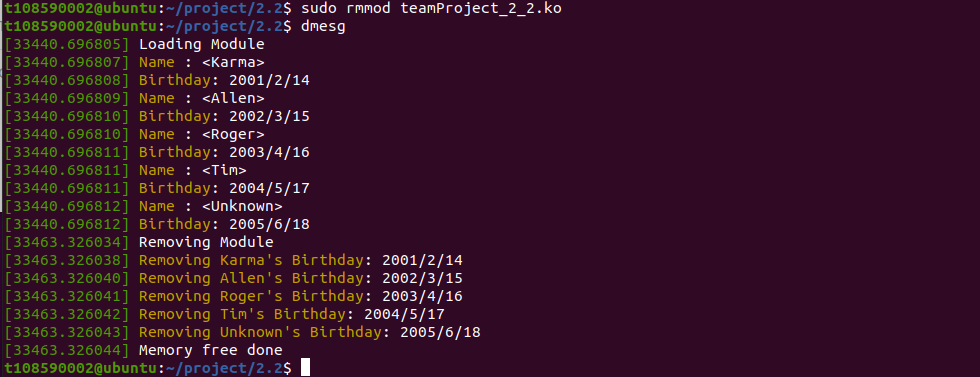 t108590002@ubuntu:~/project/2.2$ sudo rmmod teamProject_2_2.ko
t108590002@ubuntu:~/project/2.2$ dmesg
[33440.696805] Loading Module
[33440.696807] Name : <Karma>
[33440.696808] Birthday: 2001/2/14
[33440.696809] Name : <Allen>
[33440.696810] Birthday: 2002/3/15
[33440.696810] Name : <Roger>
[33440.696811] Birthday: 2003/4/16
[33440.696811] Name : <Tim>
[33440.696811] Birthday: 2004/5/17
[33440.696812] Name : <Unknown>
[33440.696812] Birthday: 2005/6/18
[33463.326034] Removing Module
[33463.326038] Removing Karma's Birthday: 2001/2/14
[33463.326040] Removing Allen's Birthday: 2002/3/15
[33463.326041] Removing Roger's Birthday: 2003/4/16
[33463.326042] Removing Tim's Birthday: 2004/5/17
[33463.326043] Removing Unknown's Birthday: 2005/6/18
[33463.326044] Memory free done
t108590002@ubuntu:~/project/2.2$